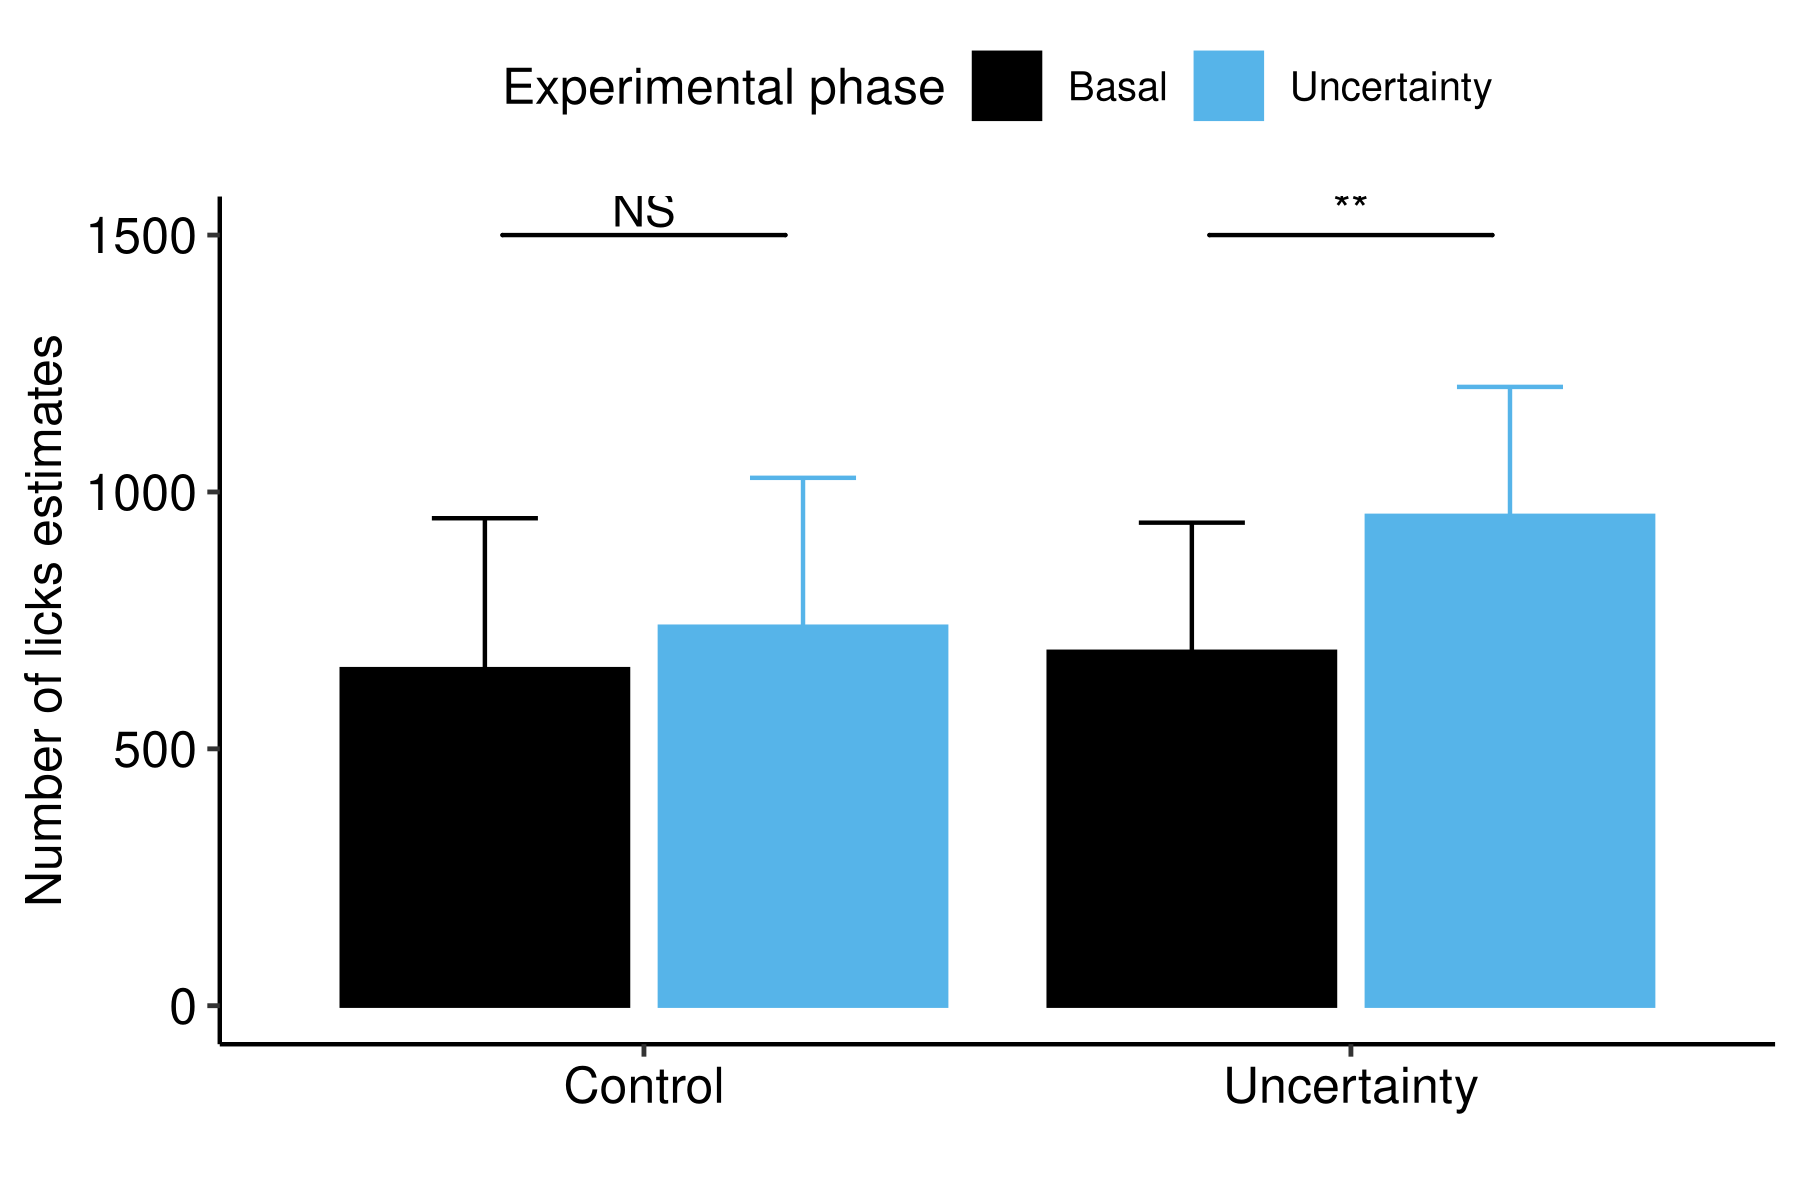 Experimental phase Basal Uncertainty
NS **
1500
1000
500
0
Number of licks estimates
Control Uncertainty